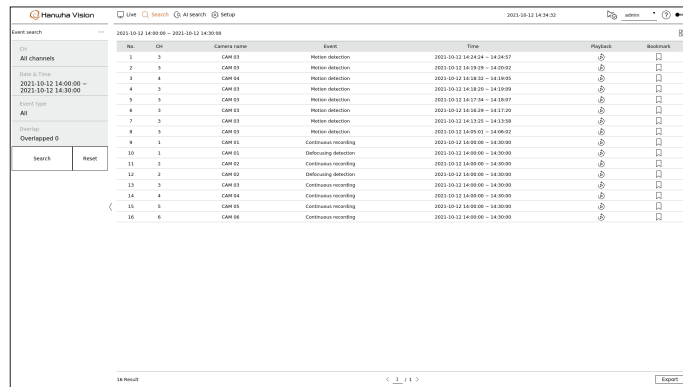 Hanwha Vision
Live Search AI search Setup 2021-10-12 14:34:32 admin ?
Event search ...
2021-10-12 14:00:00 ~ 2021-10-12 14:30:00
CH
All channels
Date & Time
2021-10-12 14:00:00 ~
2021-10-12 14:30:00
Event type
All
Overlap
Overlapped 0
Search Reset
No. CH Camera name Event Time Playback Bookmark
1 3 CAM 03 Motion detection 2021-10-12 14:24:24 ~ 14:24:57
2 3 CAM 03 Motion detection 2021-10-12 14:19:29 ~ 14:20:02
3 4 CAM 04 Motion detection 2021-10-12 14:18:32 ~ 14:19:05
4 3 CAM 03 Motion detection 2021-10-12 14:18:29 ~ 14:19:09
5 3 CAM 03 Motion detection 2021-10-12 14:17:34 ~ 14:18:07
6 3 CAM 03 Motion detection 2021-10-12 14:16:29 ~ 14:17:20
7 3 CAM 03 Motion detection 2021-10-12 14:13:25 ~ 14:13:58
8 3 CAM 03 Motion detection 2021-10-12 14:05:01 ~ 14:06:02
9 1 CAM 01 Continuous recording 2021-10-12 14:00:00 ~ 14:30:00
10 1 CAM 01 Defocusing detection 2021-10-12 14:00:00 ~ 14:30:00
11 2 CAM 02 Continuous recording 2021-10-12 14:00:00 ~ 14:30:00
12 2 CAM 02 Defocusing detection 2021-10-12 14:00:00 ~ 14:30:00
13 3 CAM 03 Continuous recording 2021-10-12 14:00:00 ~ 14:30:00
14 4 CAM 04 Continuous recording 2021-10-12 14:00:00 ~ 14:30:00
15 5 CAM 05 Continuous recording 2021-10-12 14:00:00 ~ 14:30:00
16 6 CAM 06 Continuous recording 2021-10-12 14:00:00 ~ 14:30:00
16 Result < 1 / 1 > Export